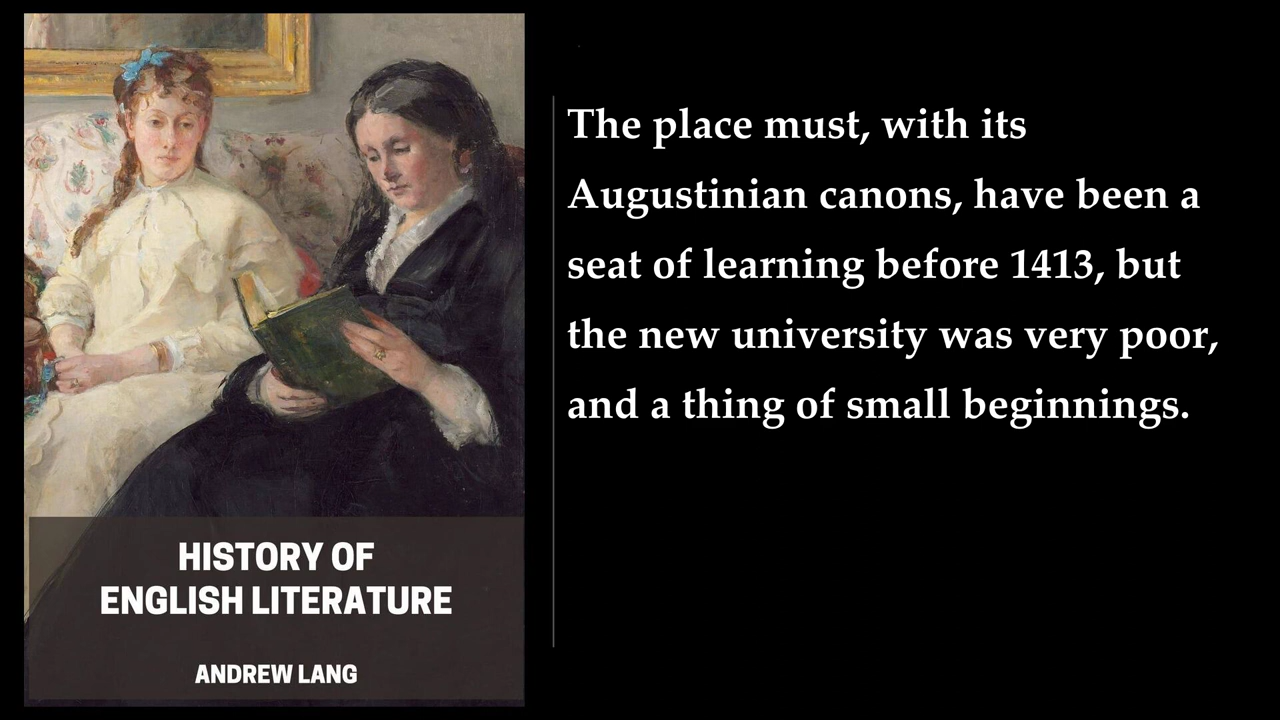 HISTORY OF
ENGLISH LITERATURE
ANDREW LANG
The place must, with its
Augustinian canons, have been a
seat of learning before 1413, but
the new university was very poor,
and a thing of small beginnings.